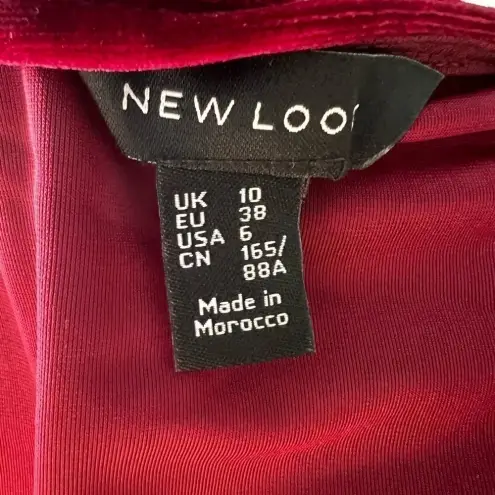 NEW LOO
UK 10
EU 38
USA 6
CN 165/
88A
Made in
Morocco